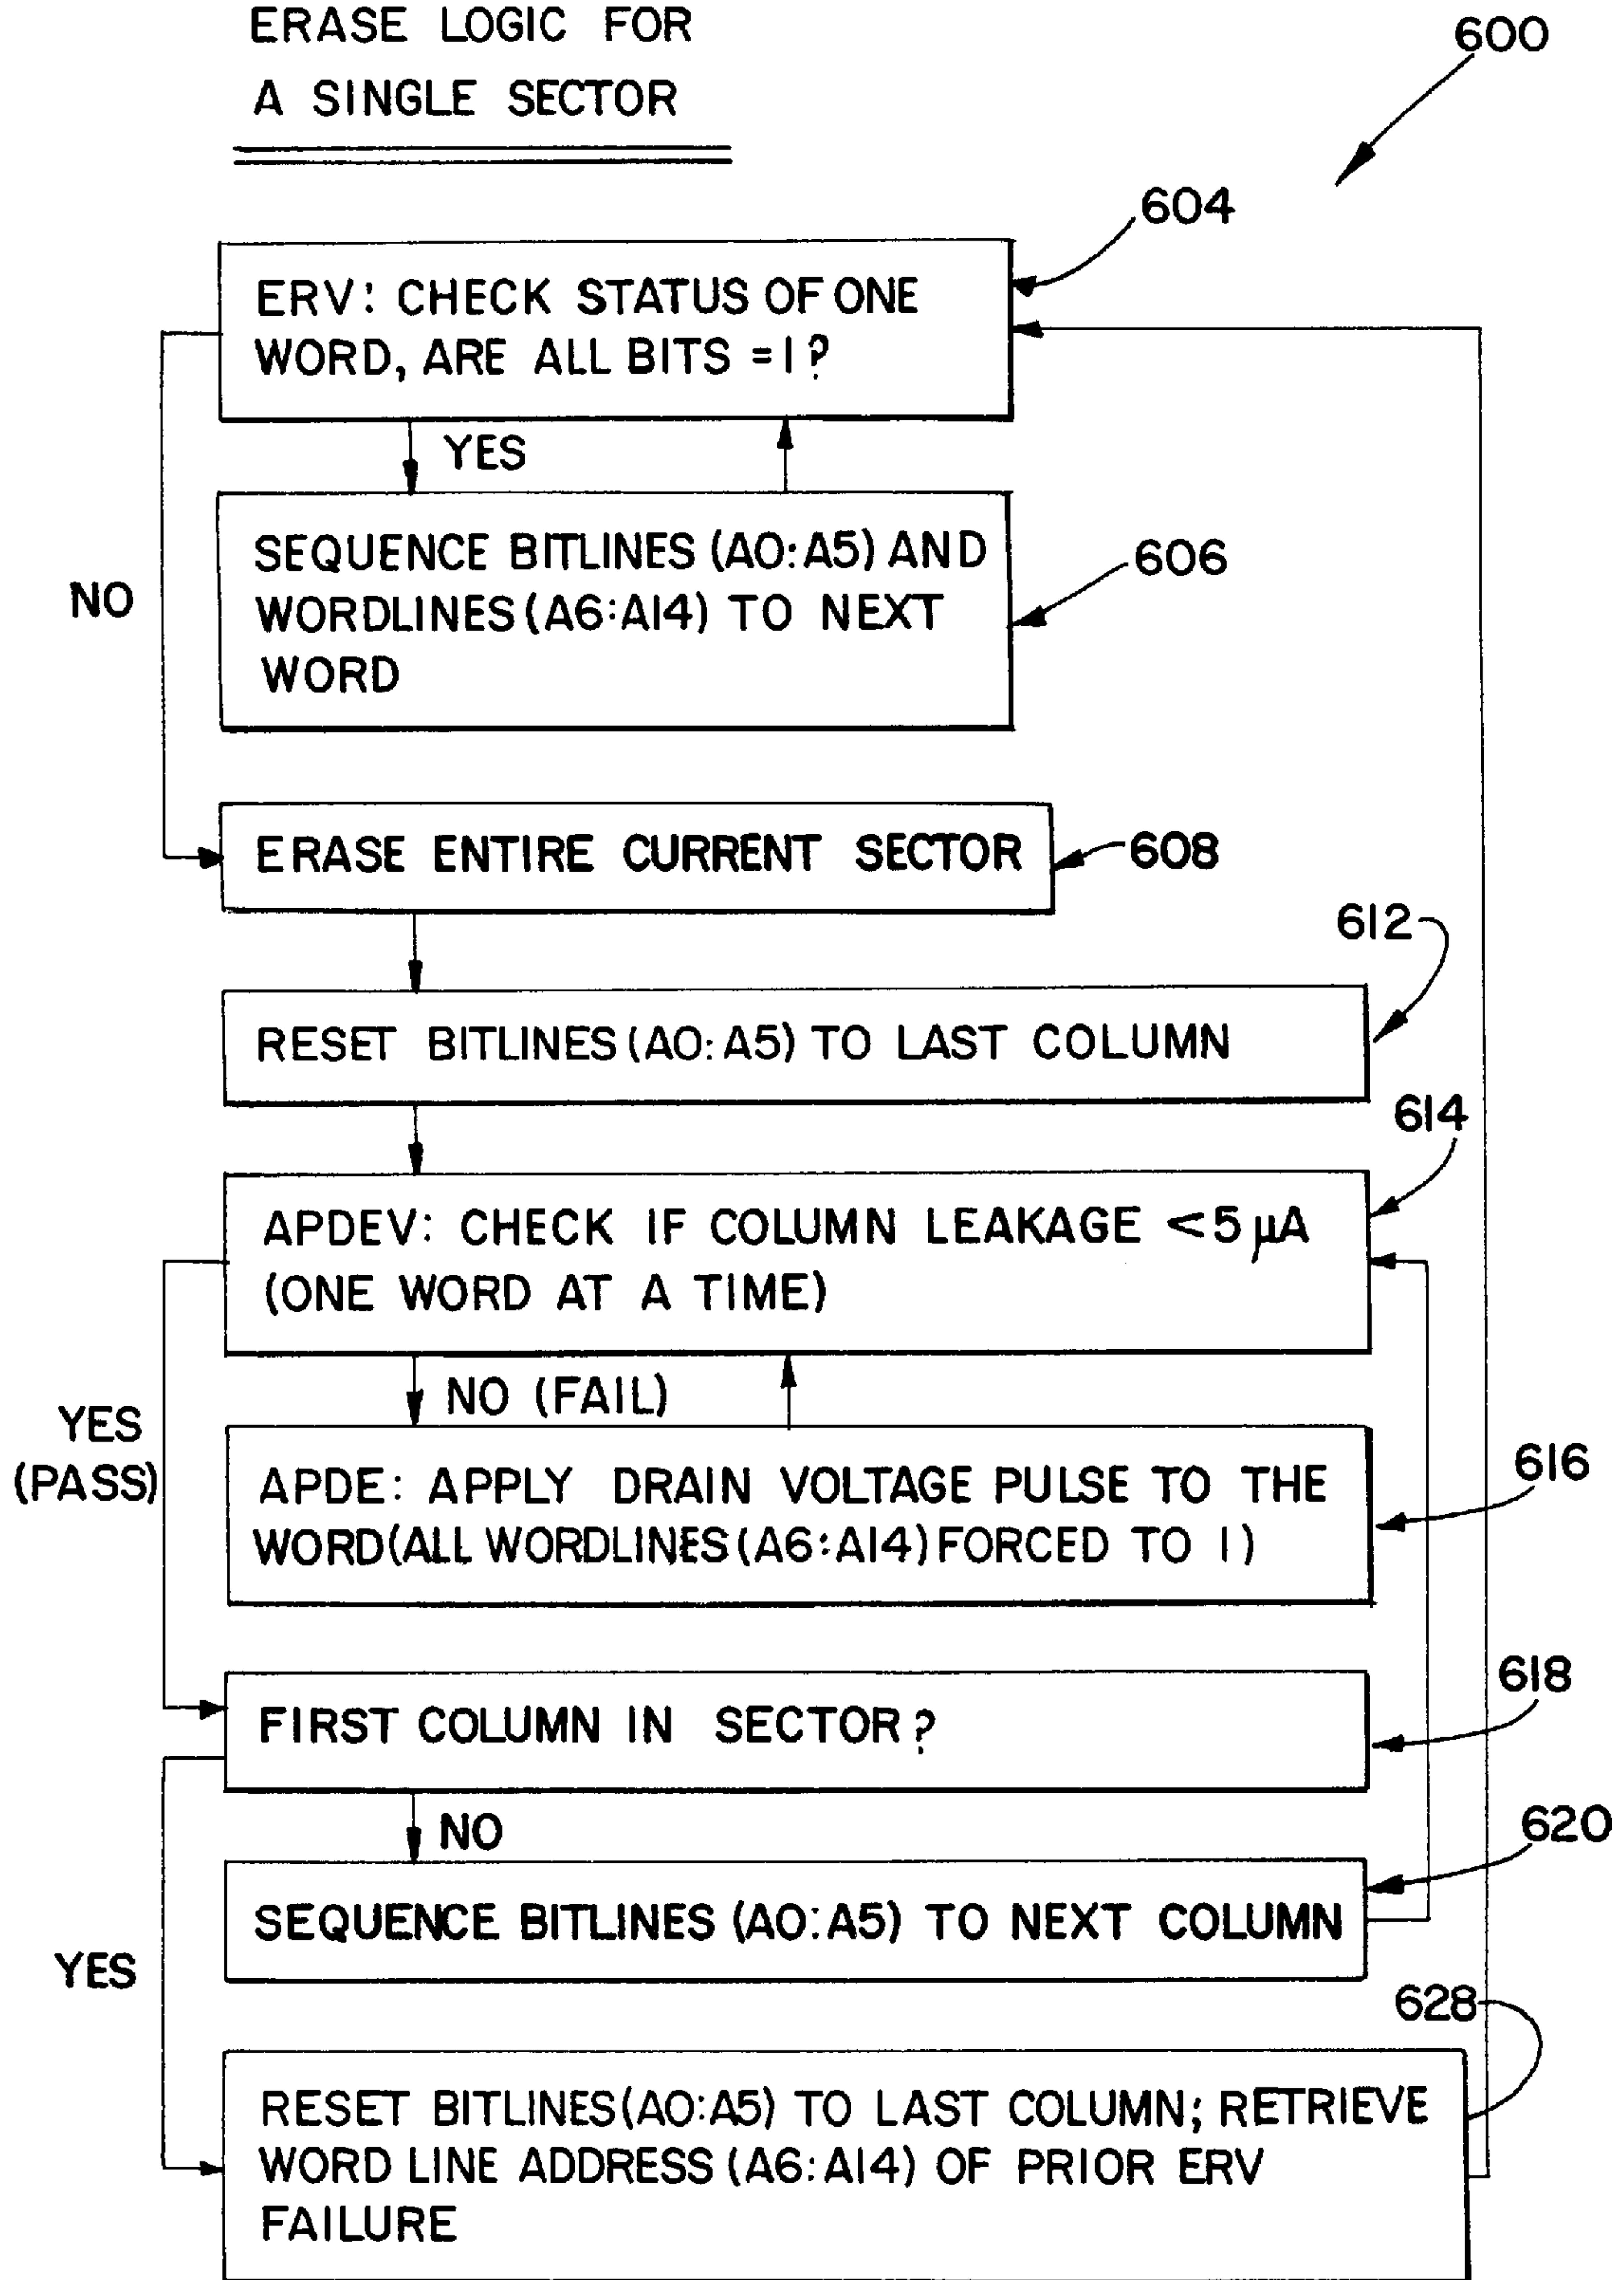 ERASE LOGIC FOR
A SINGLE SECTOR
600
604
ERV: CHECK STATUS OF ONE
WORD, ARE ALL BITS = 1?
YES
SEQUENCE BITLINES (A0:A5) AND
WORDLINES (A6:A14) TO NEXT
WORD
606
NO
ERASE ENTIRE CURRENT SECTOR
608
612
RESET BITLINES (A0:A5) TO LAST COLUMN
614
APDEV: CHECK IF COLUMN LEAKAGE <5 µA
(ONE WORD AT A TIME)
NO (FAIL)
YES
(PASS)
APDE: APPLY DRAIN VOLTAGE PULSE TO THE
WORD (ALL WORDLINES (A6:A14) FORCED TO 1)
616
618
FIRST COLUMN IN SECTOR?
NO
620
SEQUENCE BITLINES (A0:A5) TO NEXT COLUMN
YES
628
RESET BITLINES (A0:A5) TO LAST COLUMN; RETRIEVE
WORD LINE ADDRESS (A6:A14) OF PRIOR ERV
FAILURE